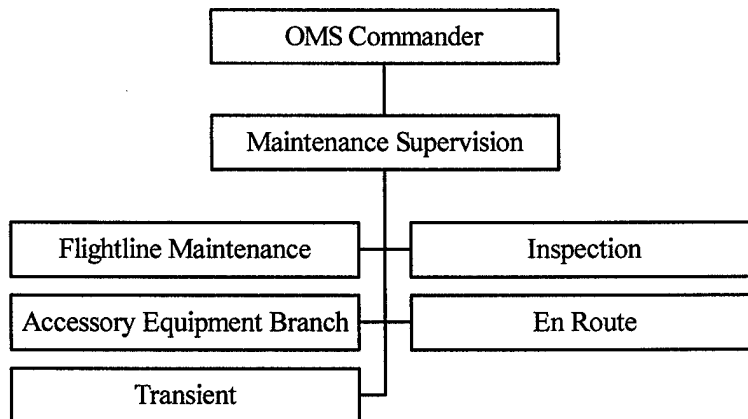 OMS Commander
Maintenance Supervision
Flightline Maintenance
Inspection
Accessory Equipment Branch
En Route
Transient